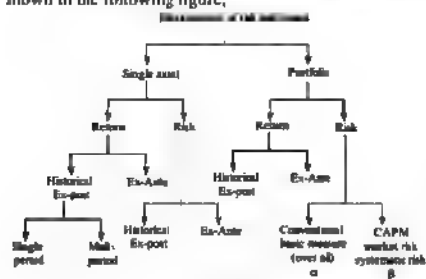 shown in the following figure,
Single asset Portfolio
Return Risk Return Risk
Historical Ex-post Ex-Ante Historical Ex-post Ex-Ante
Single period Multi-period Historical Ex-post Ex-Ante Conventional basic measure (over all) α CAPM market risk systematic risk β